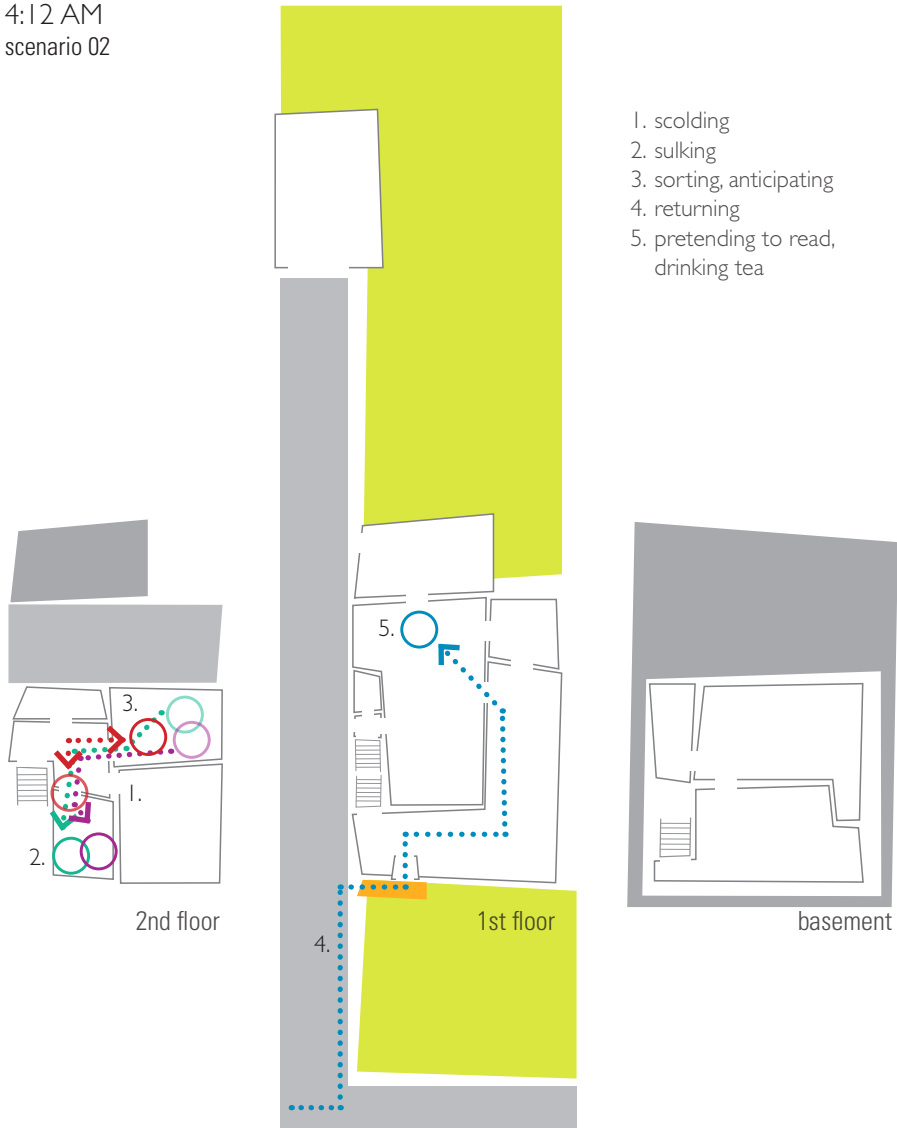 4:12 AM
scenario 02
1. scolding
2. sulking
3. sorting, anticipating
4. returning
5. pretending to read,
drinking tea
5.
3.
1.
2.
2nd floor
1st floor
basement
4.